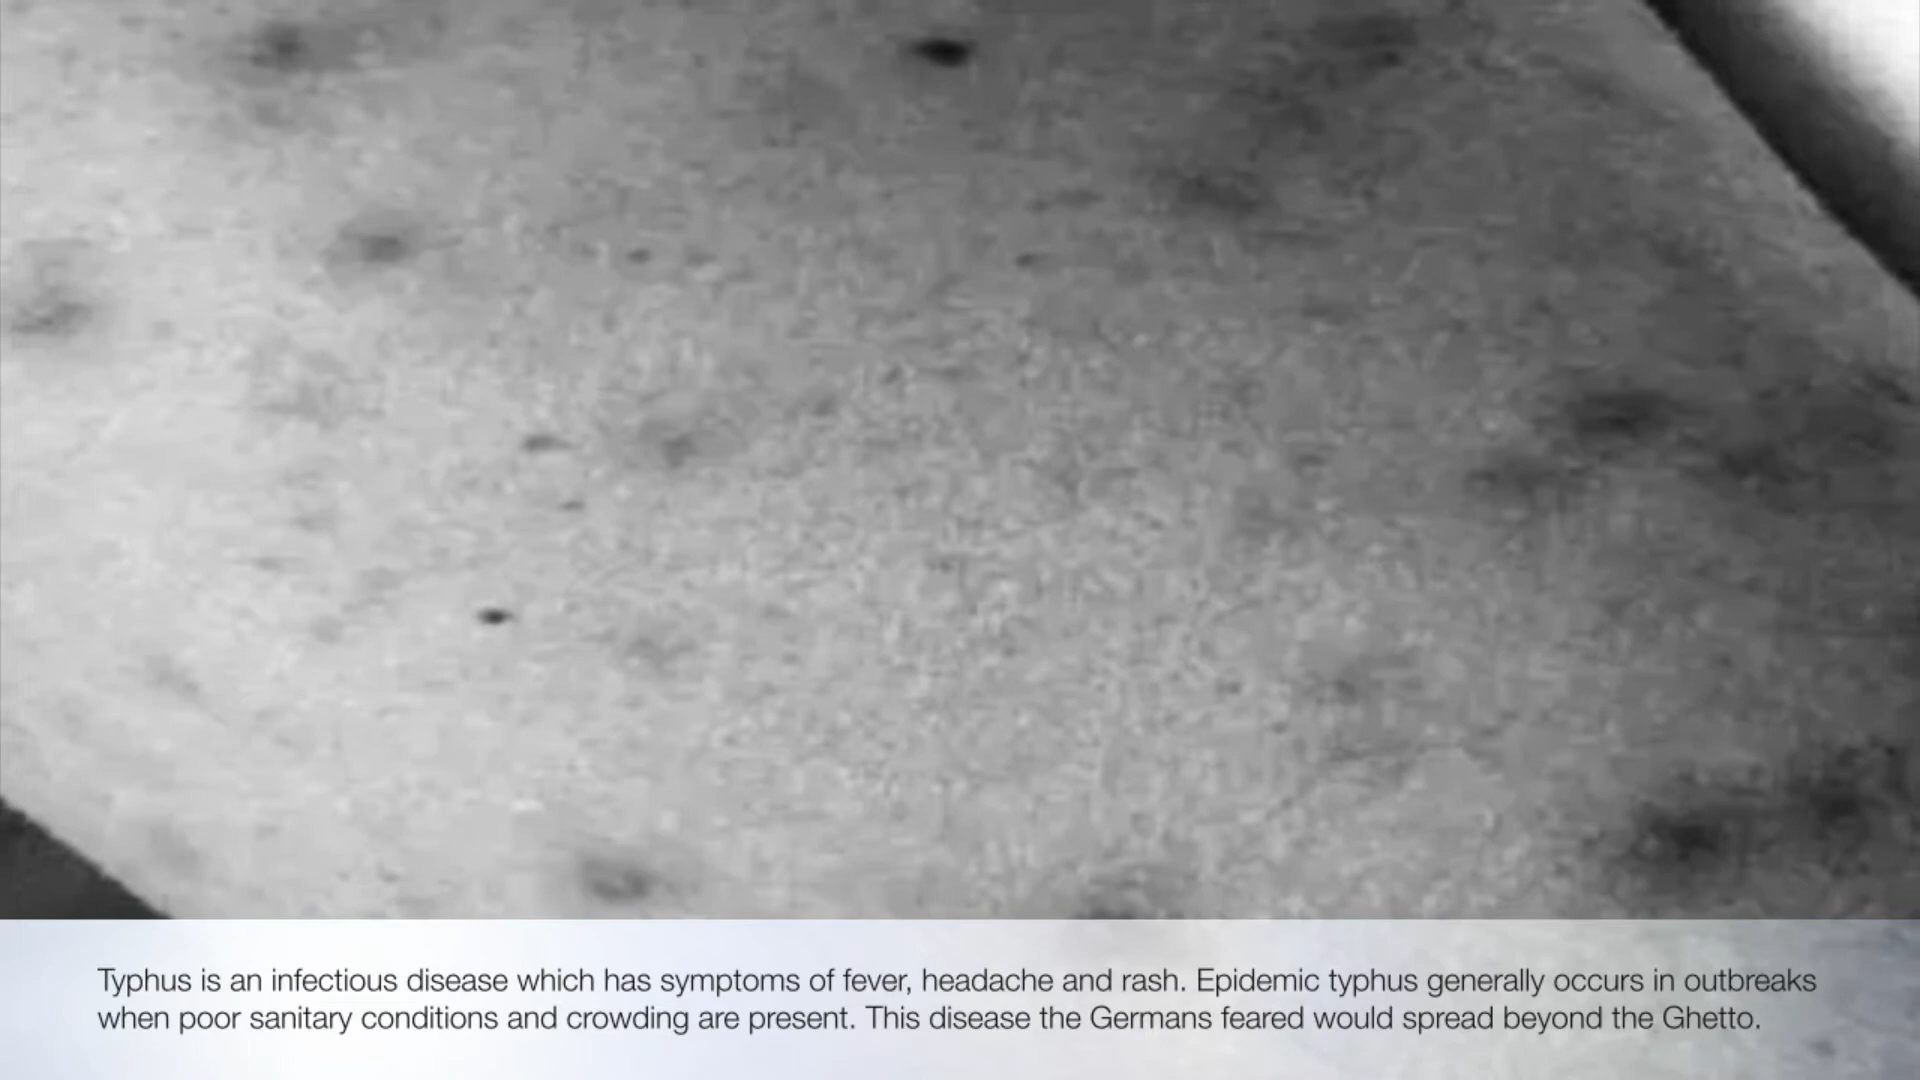 Typhus is an infectious disease which has symptoms of fever, headache and rash. Epidemic typhus generally occurs in outbreaks
when poor sanitary conditions and crowding are present. This disease the Germans feared would spread beyond the Ghetto.